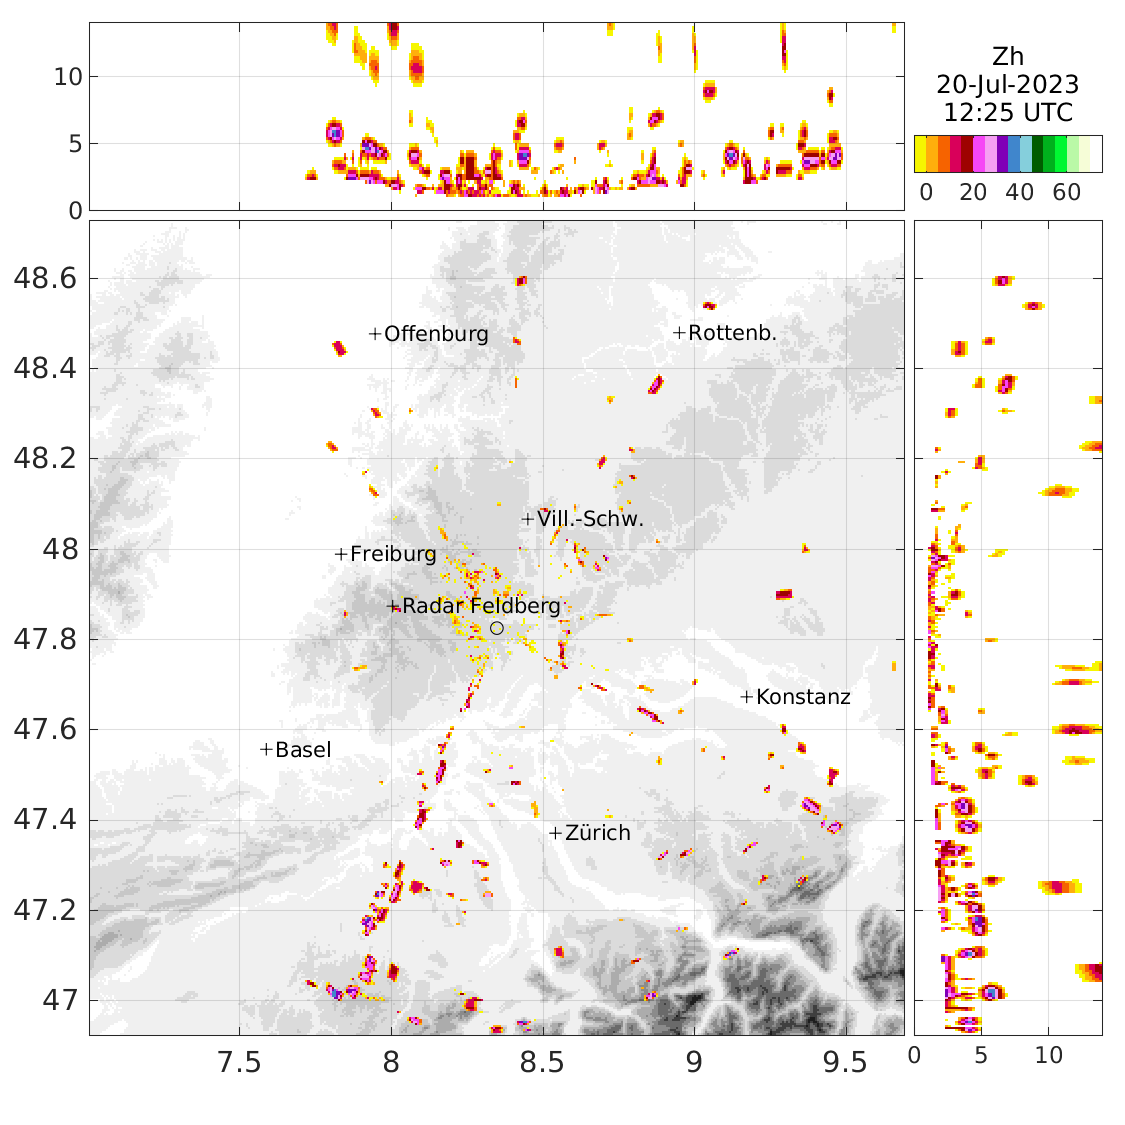 10
5
0
Zh
20-Jul-2023
12:25 UTC
0 20 40 60
48.6
48.4
48.2
48
47.8
47.6
47.4
47.2
47
+Offenburg
+Rottenb.
+Vill.-Schw.
+Freiburg
+Radar Feldberg
+Konstanz
+Basel
+Zürich
7.5 8 8.5 9 9.5
0 5 10